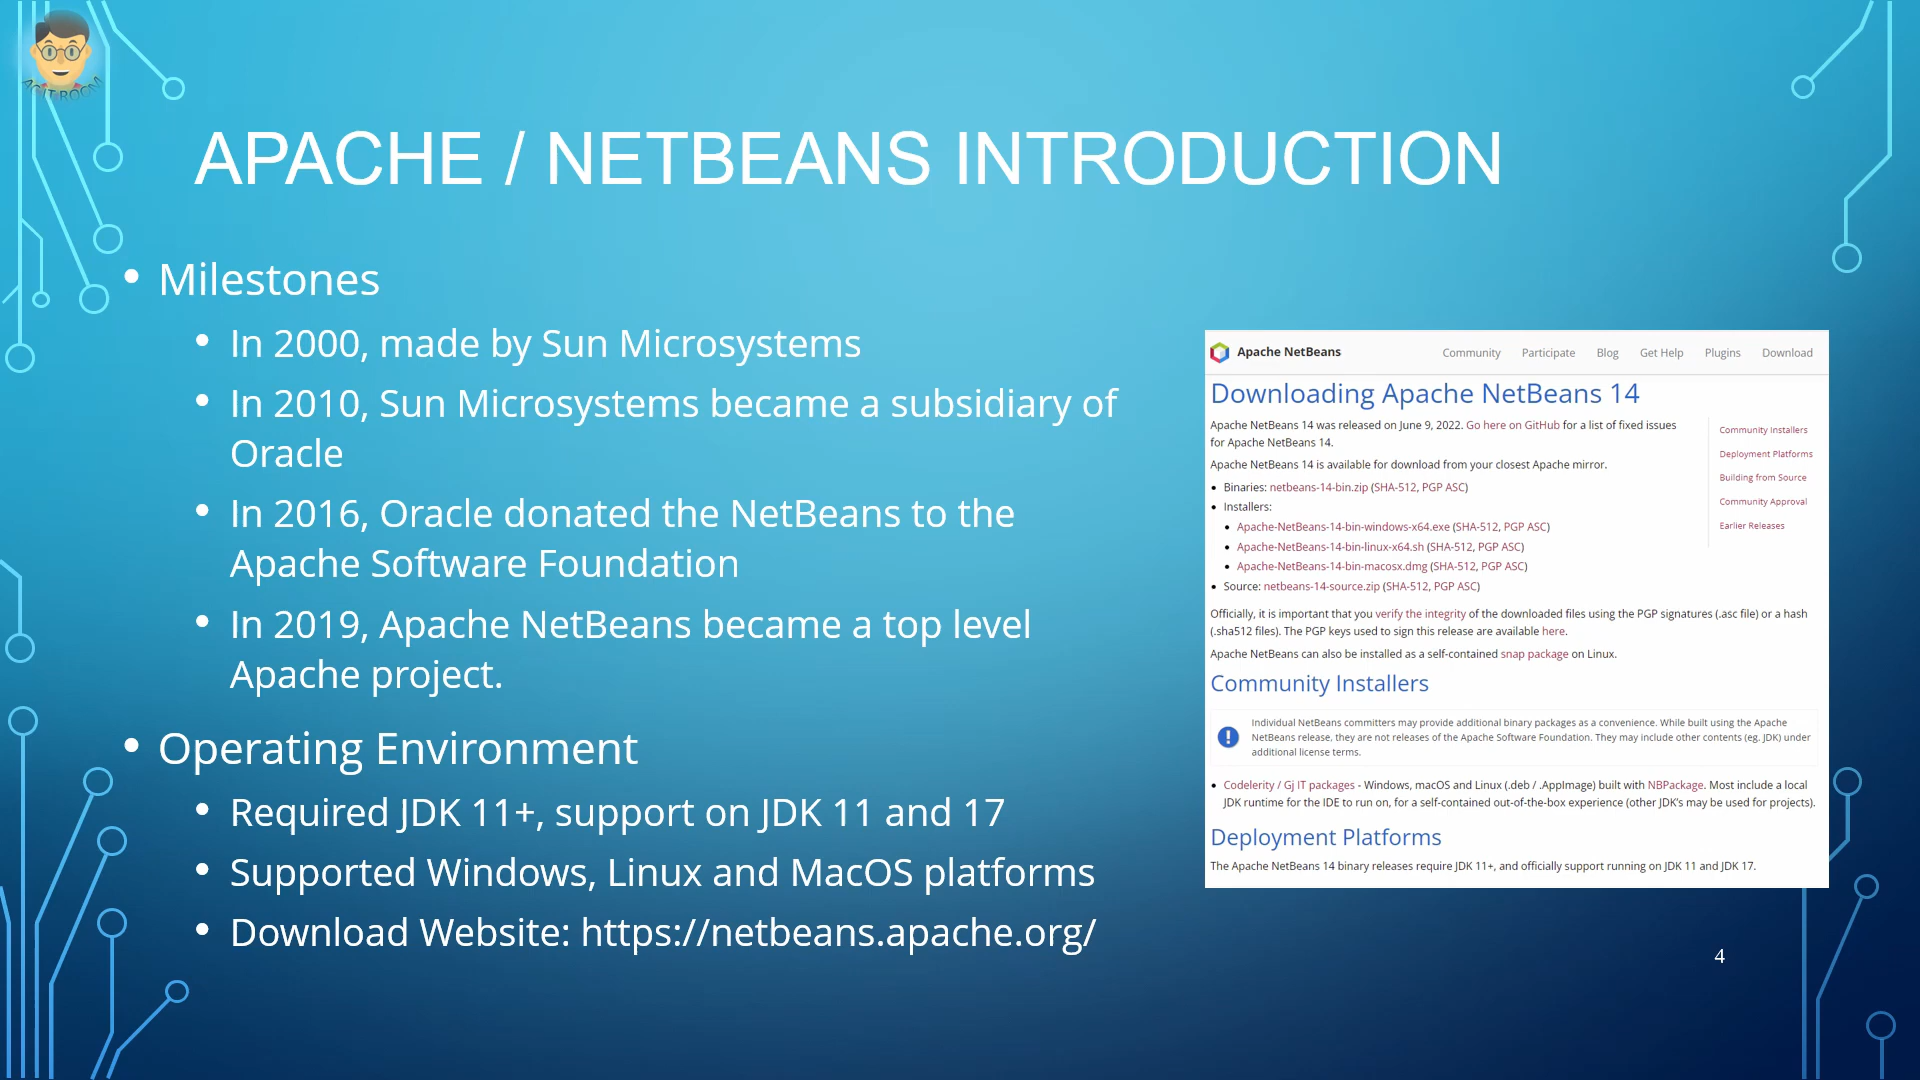 APACHE / NETBEANS INTRODUCTION
• Milestones
• In 2000, made by Sun Microsystems
• In 2010, Sun Microsystems became a subsidiary of
Oracle
• In 2016, Oracle donated the NetBeans to the
Apache Software Foundation
• In 2019, Apache NetBeans became a top level
Apache project.
• Operating Environment
• Required JDK 11+, support on JDK 11 and 17
• Supported Windows, Linux and MacOS platforms
• Download Website: https://netbeans.apache.org/
Apache NetBeans
Community Participate Blog Get Help Plugins Download
Downloading Apache NetBeans 14
Apache NetBeans 14 was released on June 9, 2022. Go here on GitHub for a list of fixed issues
for Apache NetBeans 14.
Apache NetBeans 14 is available for download from your closest Apache mirror.
• Binaries: netbeans-14-bin.zip (SHA-512, PGP ASC)
• Installers:
• Apache-NetBeans-14-bin-windows-x64.exe (SHA-512, PGP ASC)
• Apache-NetBeans-14-bin-linux-x64.sh (SHA-512, PGP ASC)
• Apache-NetBeans-14-bin-macosx.dmg (SHA-512, PGP ASC)
• Source: netbeans-14-source.zip (SHA-512, PGP ASC)
Community Installers
Deployment Platforms
Building from Source
Community Approval
Earlier Releases
Officially, it is important that you verify the integrity of the downloaded files using the PGP signatures (.asc file) or a hash
(.sha512 files). The PGP keys used to sign this release are available here.
Apache NetBeans can also be installed as a self-contained snap package on Linux.
Community Installers
Individual NetBeans committers may provide additional binary packages as a convenience. While built using the Apache
NetBeans release, they are not releases of the Apache Software Foundation. They may include other contents (eg. JDK) under
additional license terms.
• Codelerity / Gj IT packages - Windows, macOS and Linux (.deb / .AppImage) built with NBPackage. Most include a local
JDK runtime for the IDE to run on, for a self-contained out-of-the-box experience (other JDK's may be used for projects).
Deployment Platforms
The Apache NetBeans 14 binary releases require JDK 11+, and officially support running on JDK 11 and JDK 17.
4